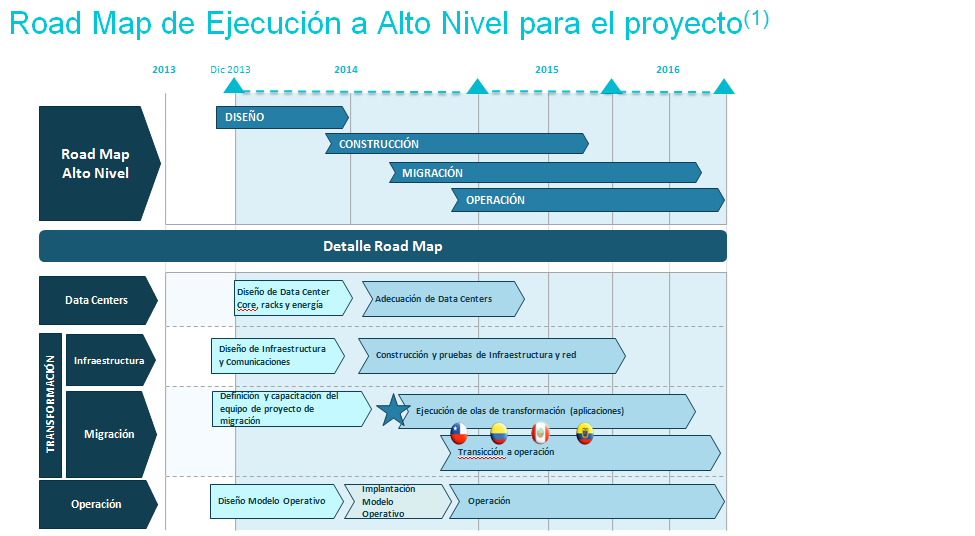 Road Map de Ejecución a Alto Nivel para el proyecto(1)
2013
Dic 2013
2014
2015
2016
Road Map
Alto Nivel
DISEÑO
CONSTRUCCIÓN
MIGRACIÓN
OPERACIÓN
Detalle Road Map
Data Centers
Diseño de Data Center
Core, racks y energía
Adecuación de Data Centers
TRANSFORMACIÓN
Infraestructura
Diseño de Infraestructura
y Comunicaciones
Construcción y pruebas de Infraestructura y red
Migración
Definición y capacitación del
equipo de proyecto de
migración
Ejecución de olas de transformación (aplicaciones)
Transicción a operación
Operación
Diseño Modelo Operativo
Implantación
Modelo
Operativo
Operación